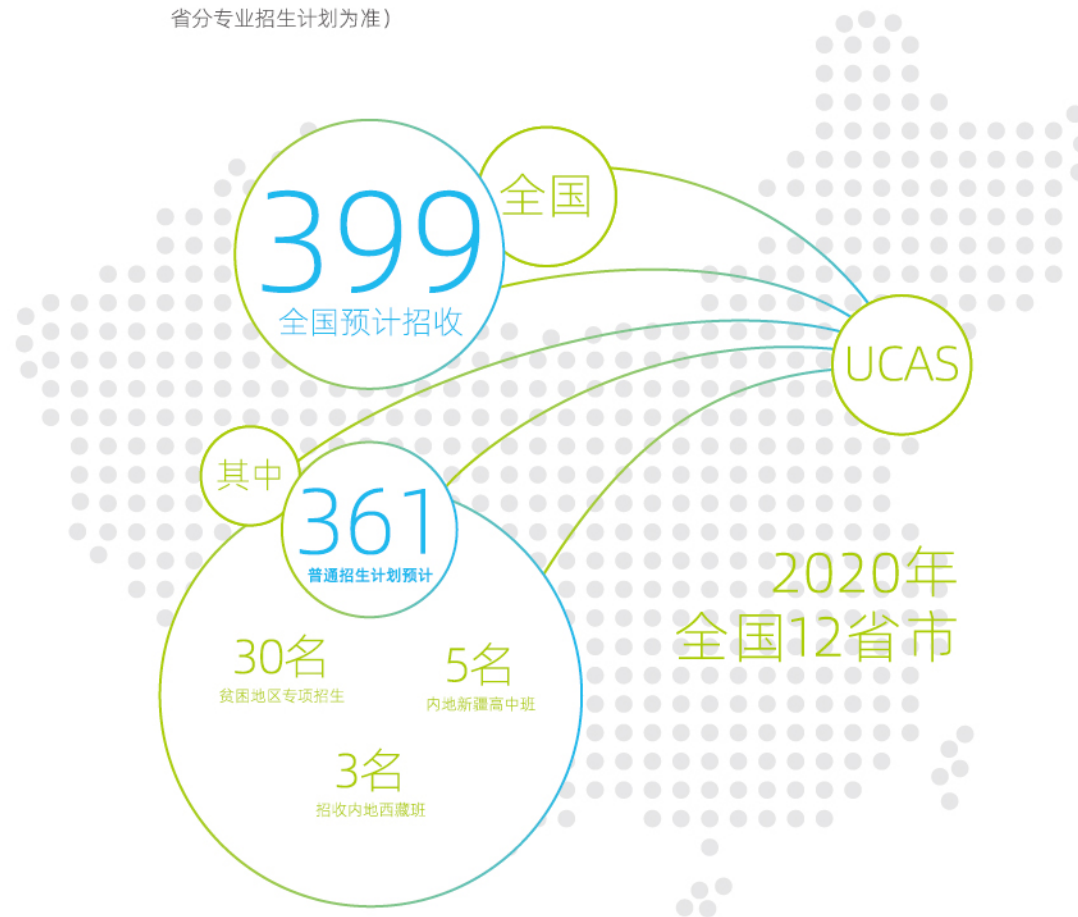 省分专业招生计划为准)
399
全国预计招收
全国
UCAS
其中
361
普通招生计划预计
30名
贫困地区专项招生
5名
内地新疆高中班
3名
招收内地西藏班
2020年
全国12省市